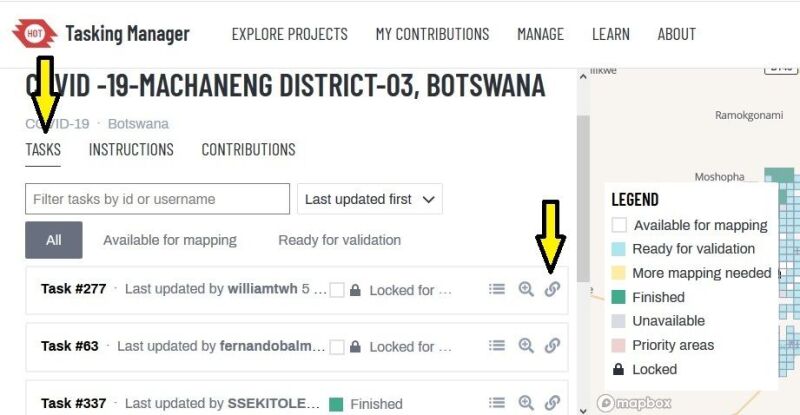 HOT Tasking Manager EXPLORE PROJECTS MY CONTRIBUTIONS MANAGE LEARN ABOUT
COVID -19-MACHANENG DISTRICT-03, BOTSWANA
COVID-19 · Botswana
TASKS INSTRUCTIONS CONTRIBUTIONS
Filter tasks by id or username Last updated first
All Available for mapping Ready for validation
Task #277 · Last updated by williamtwh 5 ... Locked for ...
Task #63 · Last updated by fernandobalm... Locked for ...
Task #337 · Last updated by SSEKITOLE... Finished
Ramokgonami
Moshopha
LEGEND
Available for mapping
Ready for validation
More mapping needed
Finished
Unavailable
Priority areas
Locked
mapbox